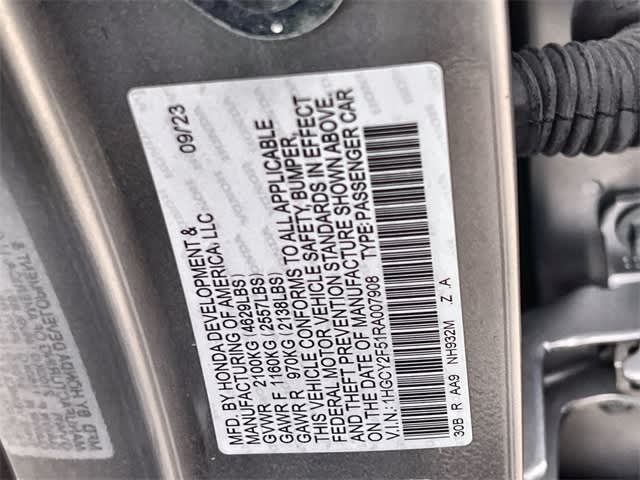 09/23
MFD. BY HONDA DEVELOPMENT &
MANUFACTURING OF AMERICA, LLC
GVWR 2100KG (4629LBS)
GAWR F 1160KG (2557LBS)
GAWR R 970KG (2138LBS)
THIS VEHICLE CONFORMS TO ALL APPLICABLE
FEDERAL MOTOR VEHICLE SAFETY, BUMPER,
AND THEFT PREVENTION STANDARDS IN EFFECT
ON THE DATE OF MANUFACTURE SHOWN ABOVE.
V.I.N.: 1HGCY2F51RA007908 TYPE:PASSENGER CAR
30B R AA9 NH932M Z A